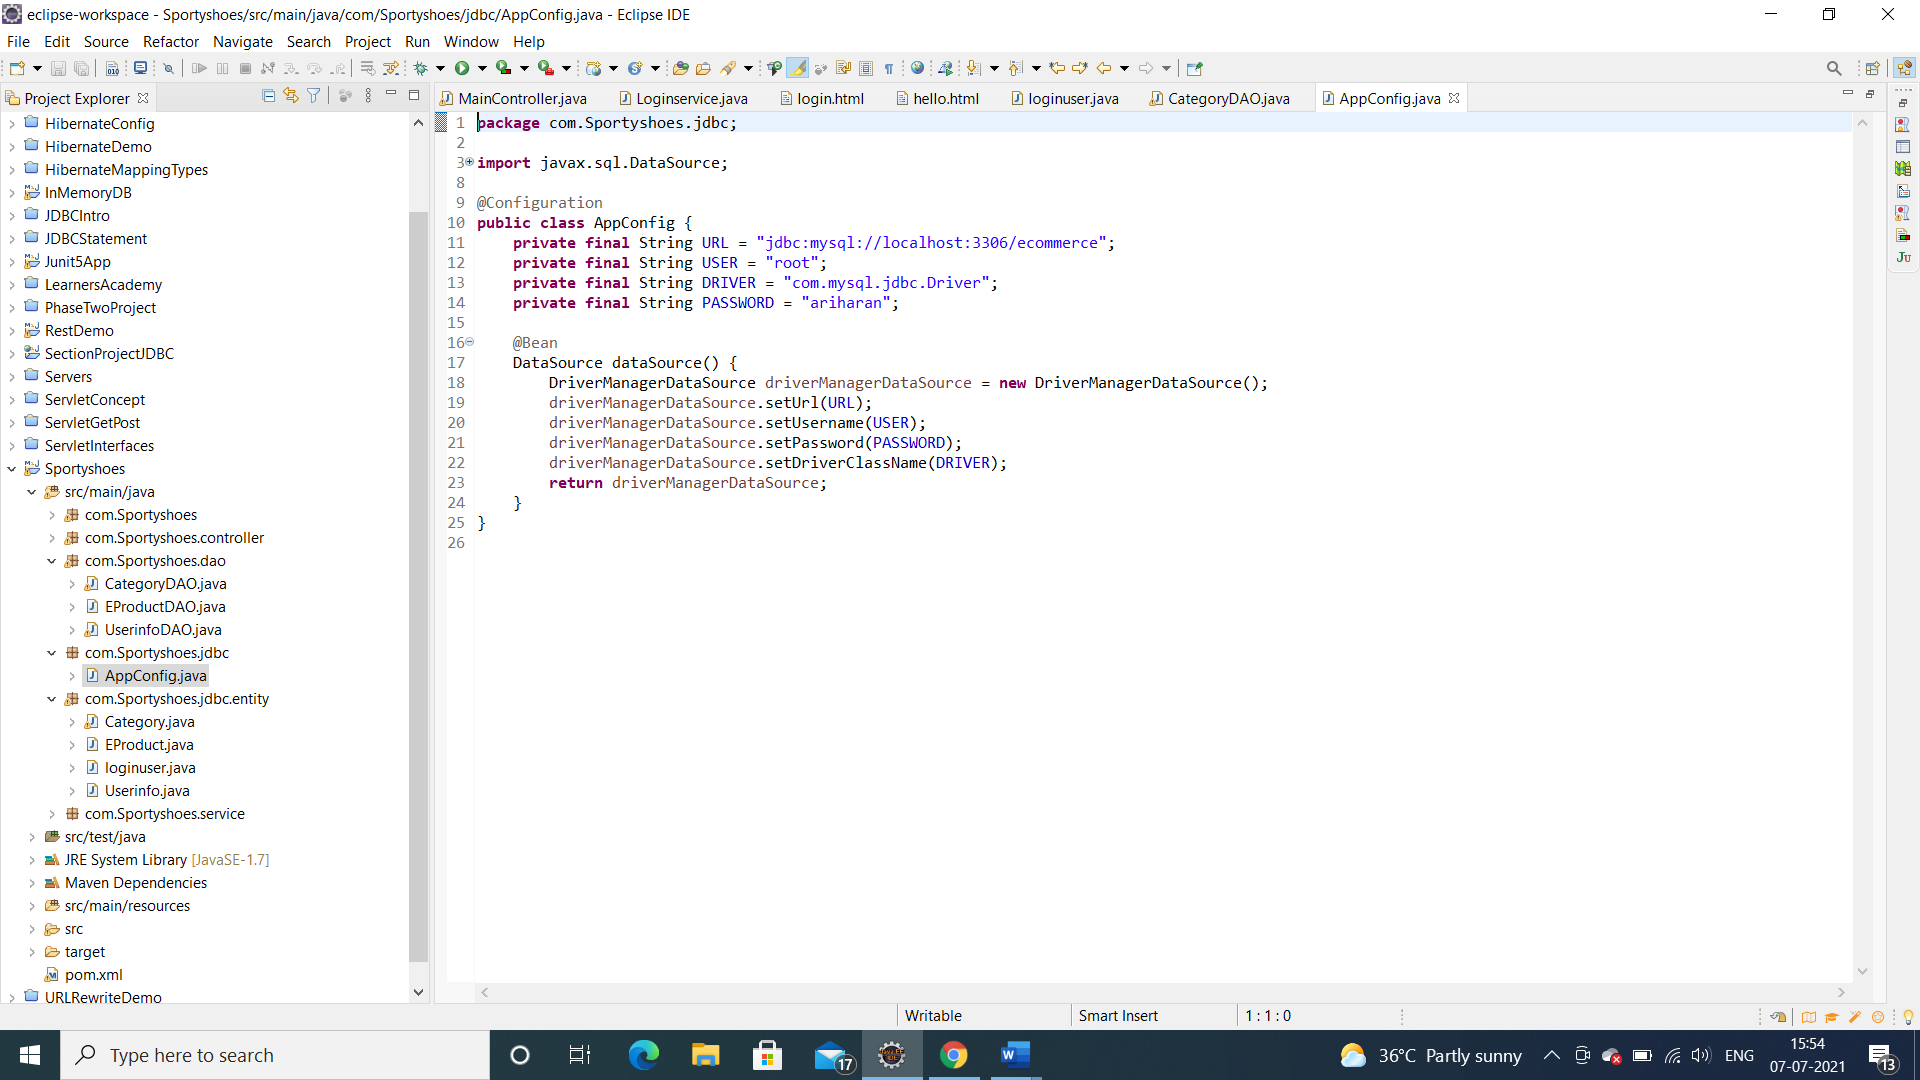 eclipse-workspace - Sportyshoes/src/main/java/com/Sportyshoes/jdbc/AppConfig.java - Eclipse IDE
File Edit Source Refactor Navigate Search Project Run Window Help
Project Explorer
HibernateConfig
HibernateDemo
HibernateMappingTypes
InMemoryDB
JDBCIntro
JDBCStatement
Junit5App
LearnersAcademy
PhaseTwoProject
RestDemo
SectionProjectJDBC
Servers
ServletConcept
ServletGetPost
ServletInterfaces
Sportyshoes
src/main/java
com.Sportyshoes
com.Sportyshoes.controller
com.Sportyshoes.dao
CategoryDAO.java
EProductDAO.java
UserinfoDAO.java
com.Sportyshoes.jdbc
AppConfig.java
com.Sportyshoes.jdbc.entity
Category.java
EProduct.java
loginuser.java
Userinfo.java
com.Sportyshoes.service
src/test/java
JRE System Library [JavaSE-1.7]
Maven Dependencies
src/main/resources
src
target
pom.xml
URLRewriteDemo
MainController.java Loginservice.java login.html hello.html loginuser.java CategoryDAO.java AppConfig.java
1 package com.Sportyshoes.jdbc;
2
3 import javax.sql.DataSource;
8
9 @Configuration
10 public class AppConfig {
11 private final String URL = "jdbc:mysql://localhost:3306/ecommerce";
12 private final String USER = "root";
13 private final String DRIVER = "com.mysql.jdbc.Driver";
14 private final String PASSWORD = "ariharan";
15
16 @Bean
17 DataSource dataSource() {
18 DriverManagerDataSource driverManagerDataSource = new DriverManagerDataSource();
19 driverManagerDataSource.setUrl(URL);
20 driverManagerDataSource.setUsername(USER);
21 driverManagerDataSource.setPassword(PASSWORD);
22 driverManagerDataSource.setDriverClassName(DRIVER);
23 return driverManagerDataSource;
24 }
25 }
26
Ju
Writable Smart Insert 1 : 1 : 0
Type here to search
17
36°C Partly sunny
ENG
15:54
07-07-2021
13